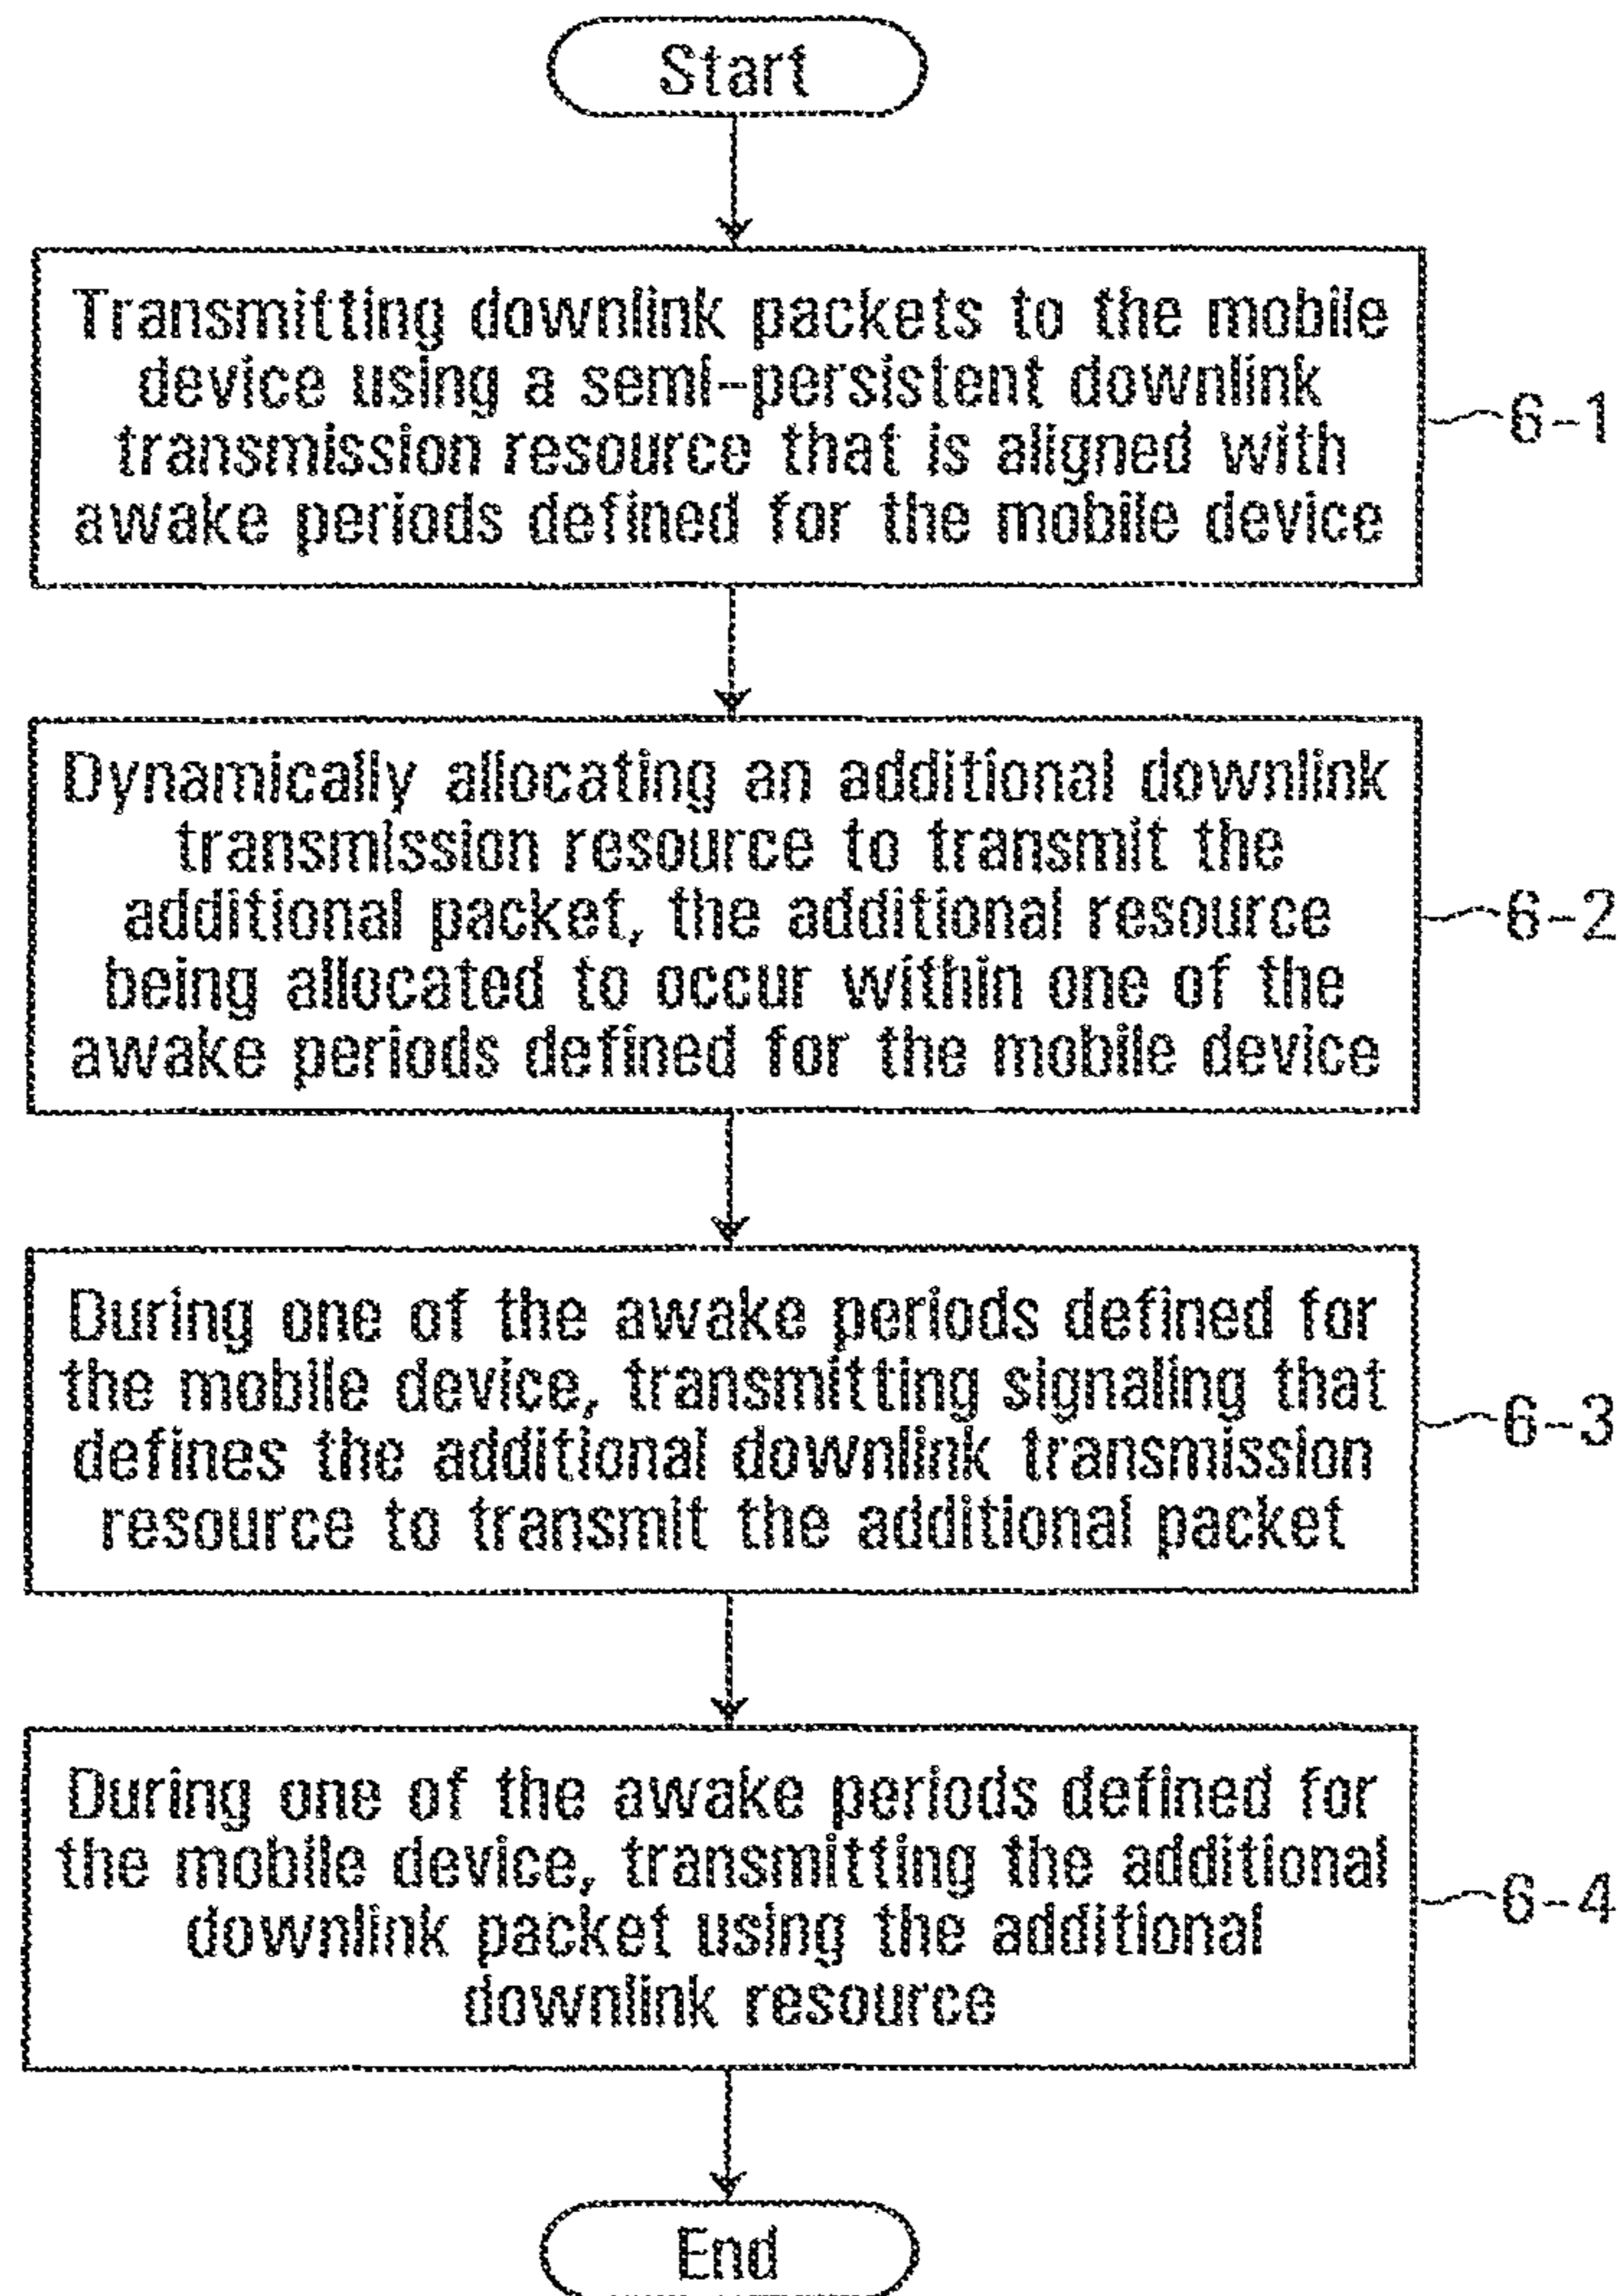 Start
Transmitting downlink packets to the mobile
device using a semi-persistent downlink
transmission resource that is aligned with
awake periods defined for the mobile device
6-1
Dynamically allocating an additional downlink
transmission resource to transmit the
additional packet, the additional resource
being allocated to occur within one of the
awake periods defined for the mobile device
6-2
During one of the awake periods defined for
the mobile device, transmitting signaling that
defines the additional downlink transmission
resource to transmit the additional packet
6-3
During one of the awake periods defined for
the mobile device, transmitting the additional
downlink packet using the additional
downlink resource
6-4
End